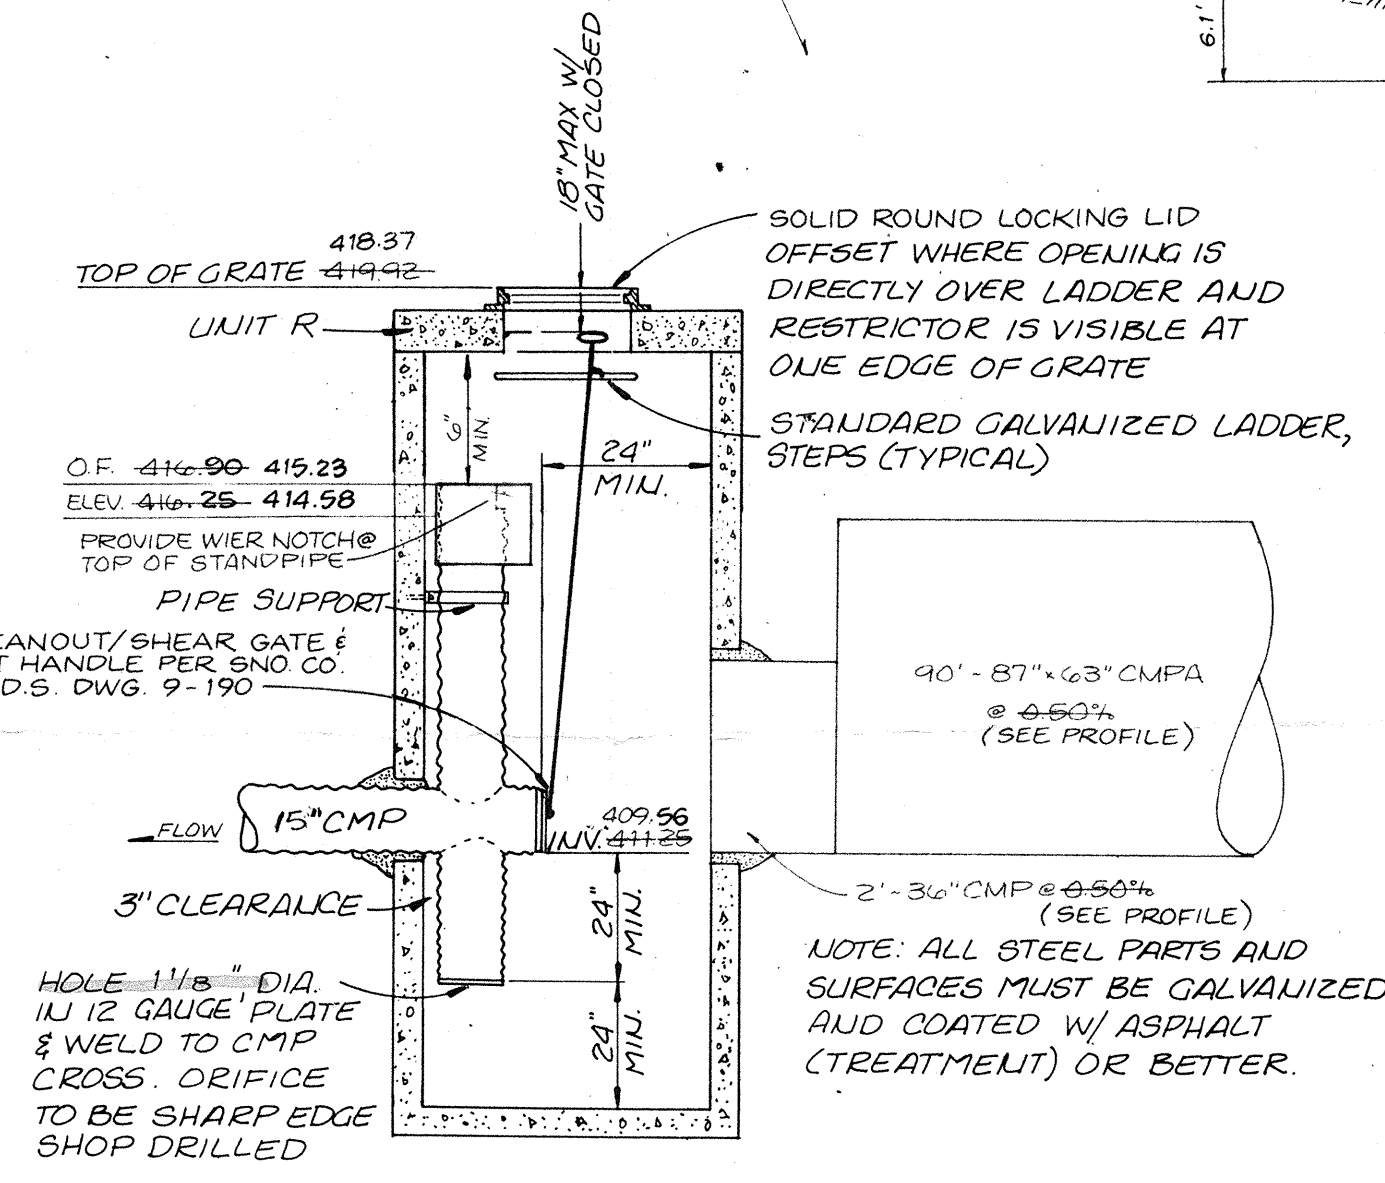 6.1'
18" MAX W/
GATE CLOSED
418.37
TOP OF GRATE 419.92
UNIT R
SOLID ROUND LOCKING LID
OFFSET WHERE OPENING IS
DIRECTLY OVER LADDER AND
RESTRICTOR IS VISIBLE AT
ONE EDGE OF GRATE
STANDARD GALVANIZED LADDER,
STEPS (TYPICAL)
6"
MIN.
24"
MIN.
O.F. 416.90 415.23
ELEV. 416.25 414.58
PROVIDE WIER NOTCH@
TOP OF STANDPIPE
PIPE SUPPORT
EANOUT/SHEAR GATE &
T HANDLE PER SNO. CO.
D.S. DWG. 9-190
90' ~ 87" x 63" CMPA
@ 0.50%
(SEE PROFILE)
FLOW
15" CMP
409.56
INV. 411.25
3" CLEARANCE
24"
MIN.
24"
MIN.
2' ~ 36" CMP @ 0.50%
(SEE PROFILE)
NOTE: ALL STEEL PARTS AND
SURFACES MUST BE GALVANIZED
AND COATED W/ ASPHALT
(TREATMENT) OR BETTER.
HOLE 1 1/8 " DIA.
IN 12 GAUGE PLATE
& WELD TO CMP
CROSS. ORIFICE
TO BE SHARP EDGE
SHOP DRILLED